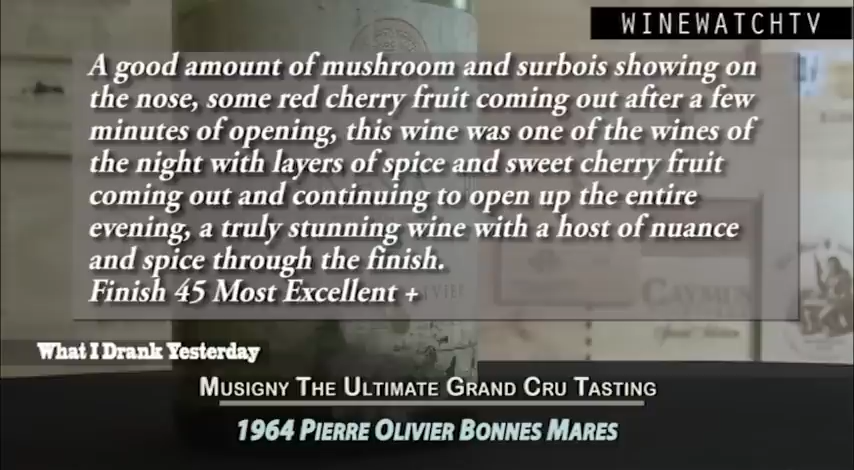 WINEWATCHTV
A good amount of mushroom and surbois showing on
the nose, some red cherry fruit coming out after a few
minutes of opening, this wine was one of the wines of
the night with layers of spice and sweet cherry fruit
coming out and continuing to open up the entire
evening, a truly stunning wine with a host of nuance
and spice through the finish.
Finish 45 Most Excellent +
CAYMUS
What I Drank Yesterday
MUSIGNY THE ULTIMATE GRAND CRU TASTING
1964 PIERRE OLIVIER BONNES MARES